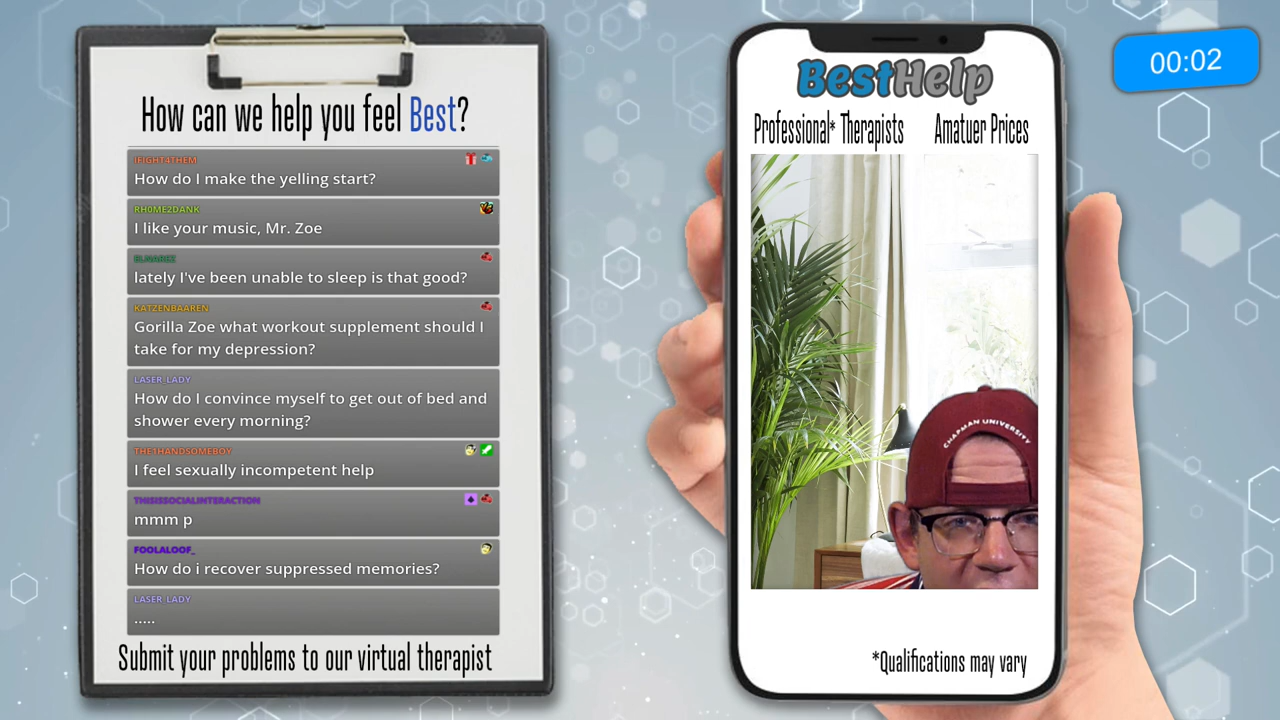 How can we help you feel Best?
IFIGHT4THEM
How do I make the yelling start?
RH0ME2DANK
I like your music, Mr. Zoe
lately I've been unable to sleep is that good?
KATZENBAAREN
Gorilla Zoe what workout supplement should I
take for my depression?
LASER_LADY
How do I convince myself to get out of bed and
shower every morning?
THE1HANDSOMEBOY
I feel sexually incompetent help
THISISSOCIALINTERACTION
mmm p
FOOLALOOF_
How do i recover suppressed memories?
LASER_LADY
.....
Submit your problems to our virtual therapist
BestHelp
Professional* Therapists
Amatuer Prices
CHAPMAN UNIVERSITY
*Qualifications may vary
00:02